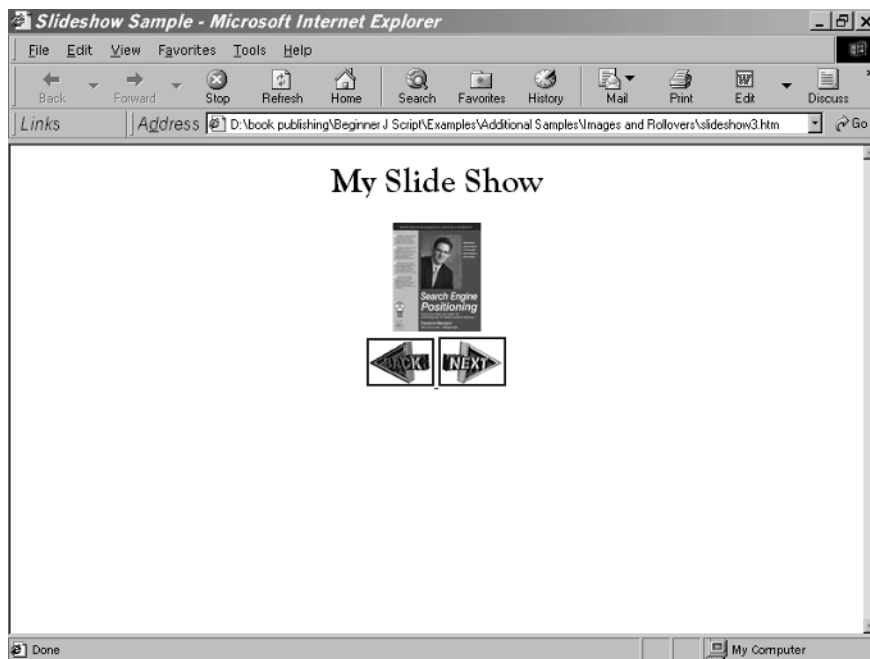 Slideshow Sample - Microsoft Internet Explorer
File Edit View Favorites Tools Help
Back Forward Stop Refresh Home Search Favorites History Mail Print Edit Discuss
Links Address D:\book publishing\Beginner J Script\Examples\Additional Samples\Images and Rollovers\slideshow3.htm Go
My Slide Show
Search Engine
Positioning
BACK NEXT
Done My Computer